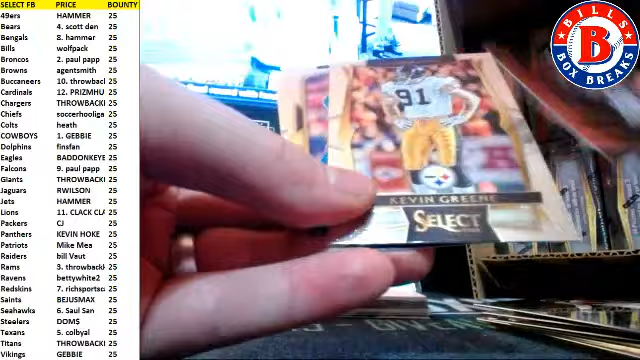 SELECT FB PRICE BOUNTY
49ers HAMMER 25
Bears 4. scott den 25
Bengals 8. hammer 25
Bills wolfpack 25
Broncos 2. paul papp 25
Browns agentsmith 25
Buccaneers 10. throwbacl 25
Cardinals 12. PRIZMHU 25
Chargers THROWBACKI 25
Chiefs soccerhooliga 25
Colts heath 25
COWBOYS 1. GEBBIE 25
Dolphins finsfan 25
Eagles BADDONKEYE 25
Falcons 9. paul papp 25
Giants THROWBACKI 25
Jaguars RWILSON 25
Jets HAMMER 25
Lions 11. CLACK CLA 25
Packers CJ 25
Panthers KEVIN HOKE 25
Patriots Mike Mea 25
Raiders bill Vaut 25
Rams 3. throwbackl 25
Ravens bettywhite2 25
Redskins 7. richsportsc 25
Saints BEJUSMAX 25
Seahawks 6. Saul San 25
Steelers DOMS 25
Texans 5. colbyal 25
Titans THROWBACKI 25
Vikings GEBBIE 25
BILLS
B
BOX BREAKS
91
KEVIN GREENE
SELECT